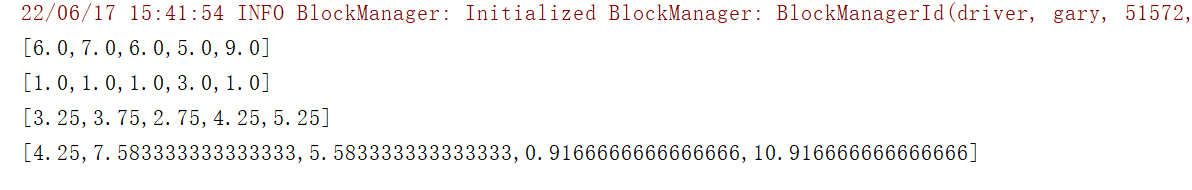 22/06/17 15:41:54 INFO BlockManager: Initialized BlockManager: BlockManagerId(driver, gary, 51572,
[6.0,7.0,6.0,5.0,9.0]
[1.0,1.0,1.0,3.0,1.0]
[3.25,3.75,2.75,4.25,5.25]
[4.25,7.583333333333333,5.583333333333333,0.9166666666666666,10.916666666666666]